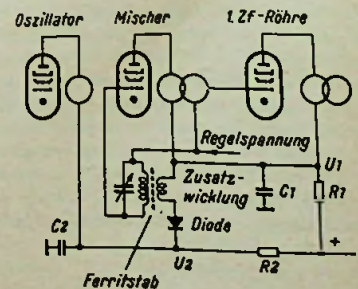 Oszillator Mischer 1. Zf-Röhre
Regelspannung
U1
Zusatz-
wicklung
C1
R1
C2
Diode
+
U2
R2
Ferritstab